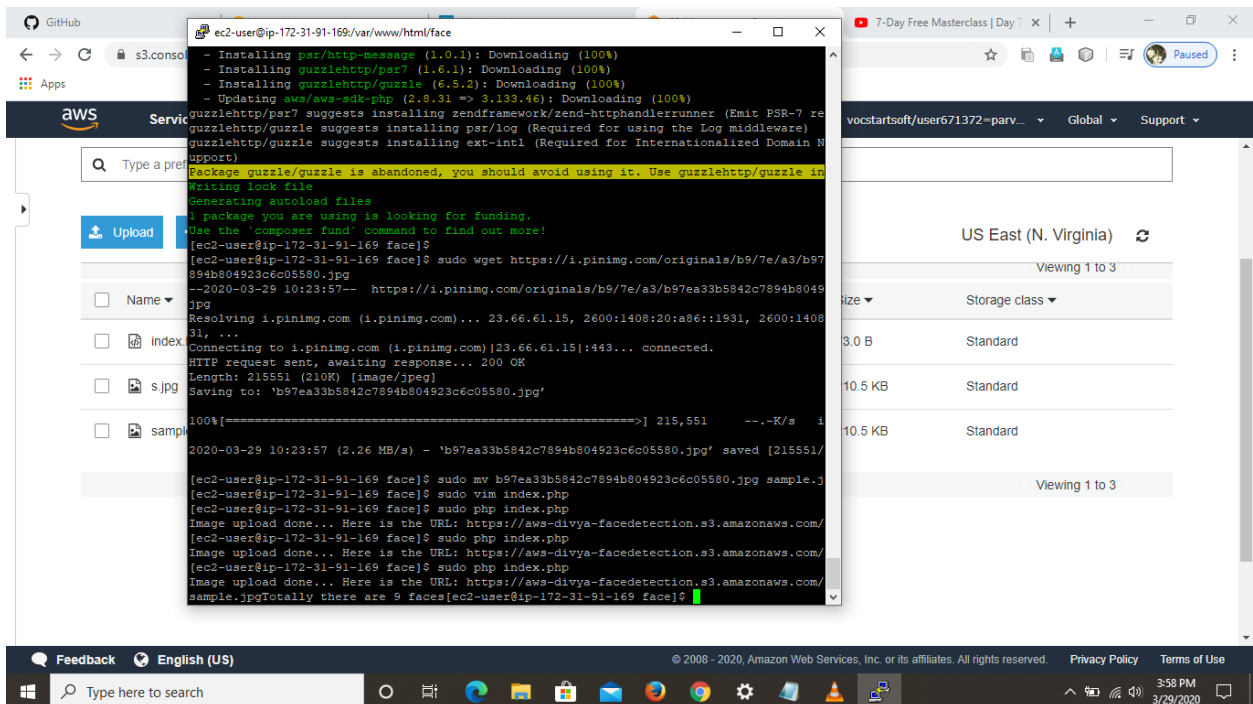 GitHub
7-Day Free Masterclass | Day 7
s3.consol
Paused
Apps
aws
Servic
vocstartsoft/user671372=parv...
Global
Support
ec2-user@ip-172-31-91-169:/var/www/html/face
- Installing psr/http-message (1.0.1): Downloading (100%)
- Installing guzzlehttp/psr7 (1.6.1): Downloading (100%)
- Installing guzzlehttp/guzzle (6.5.2): Downloading (100%)
- Updating aws/aws-sdk-php (2.8.31 => 3.133.46): Downloading (100%)
guzzlehttp/psr7 suggests installing zendframework/zend-httphandlerrunner (Emit PSR-7 re
guzzlehttp/guzzle suggests installing psr/log (Required for using the Log middleware)
guzzlehttp/guzzle suggests installing ext-intl (Required for Internationalized Domain N
upport)
Package guzzle/guzzle is abandoned, you should avoid using it. Use guzzlehttp/guzzle in
Writing lock file
Generating autoload files
1 package you are using is looking for funding.
Use the `composer fund` command to find out more!
[ec2-user@ip-172-31-91-169 face]$
[ec2-user@ip-172-31-91-169 face]$ sudo wget https://i.pinimg.com/originals/b9/7e/a3/b97
894b804923c6c05580.jpg
--2020-03-29 10:23:57-- https://i.pinimg.com/originals/b9/7e/a3/b97ea33b5842c7894b8049
jpg
Resolving i.pinimg.com (i.pinimg.com)... 23.66.61.15, 2600:1408:20:a86::1931, 2600:1408
31, ...
Connecting to i.pinimg.com (i.pinimg.com)|23.66.61.15|:443... connected.
HTTP request sent, awaiting response... 200 OK
Length: 215551 (210K) [image/jpeg]
Saving to: ‘b97ea33b5842c7894b804923c6c05580.jpg’
100%[======================================================>] 215,551 --.-K/s i
2020-03-29 10:23:57 (2.26 MB/s) - ‘b97ea33b5842c7894b804923c6c05580.jpg’ saved [215551/
[ec2-user@ip-172-31-91-169 face]$ sudo mv b97ea33b5842c7894b804923c6c05580.jpg sample.j
[ec2-user@ip-172-31-91-169 face]$ sudo vim index.php
[ec2-user@ip-172-31-91-169 face]$ sudo php index.php
Image upload done... Here is the URL: https://aws-divya-facedetection.s3.amazonaws.com/
[ec2-user@ip-172-31-91-169 face]$ sudo php index.php
Image upload done... Here is the URL: https://aws-divya-facedetection.s3.amazonaws.com/
[ec2-user@ip-172-31-91-169 face]$ sudo php index.php
Image upload done... Here is the URL: https://aws-divya-facedetection.s3.amazonaws.com/
sample.jpgTotally there are 9 faces[ec2-user@ip-172-31-91-169 face]$
Type a pref
Upload
US East (N. Virginia)
Viewing 1 to 3
Name
Size
Storage class
index.
3.0 B
Standard
s.jpg
10.5 KB
Standard
sample
10.5 KB
Standard
Viewing 1 to 3
Feedback
English (US)
© 2008 - 2020, Amazon Web Services, Inc. or its affiliates. All rights reserved.
Privacy Policy
Terms of Use
Type here to search
3:58 PM
3/29/2020